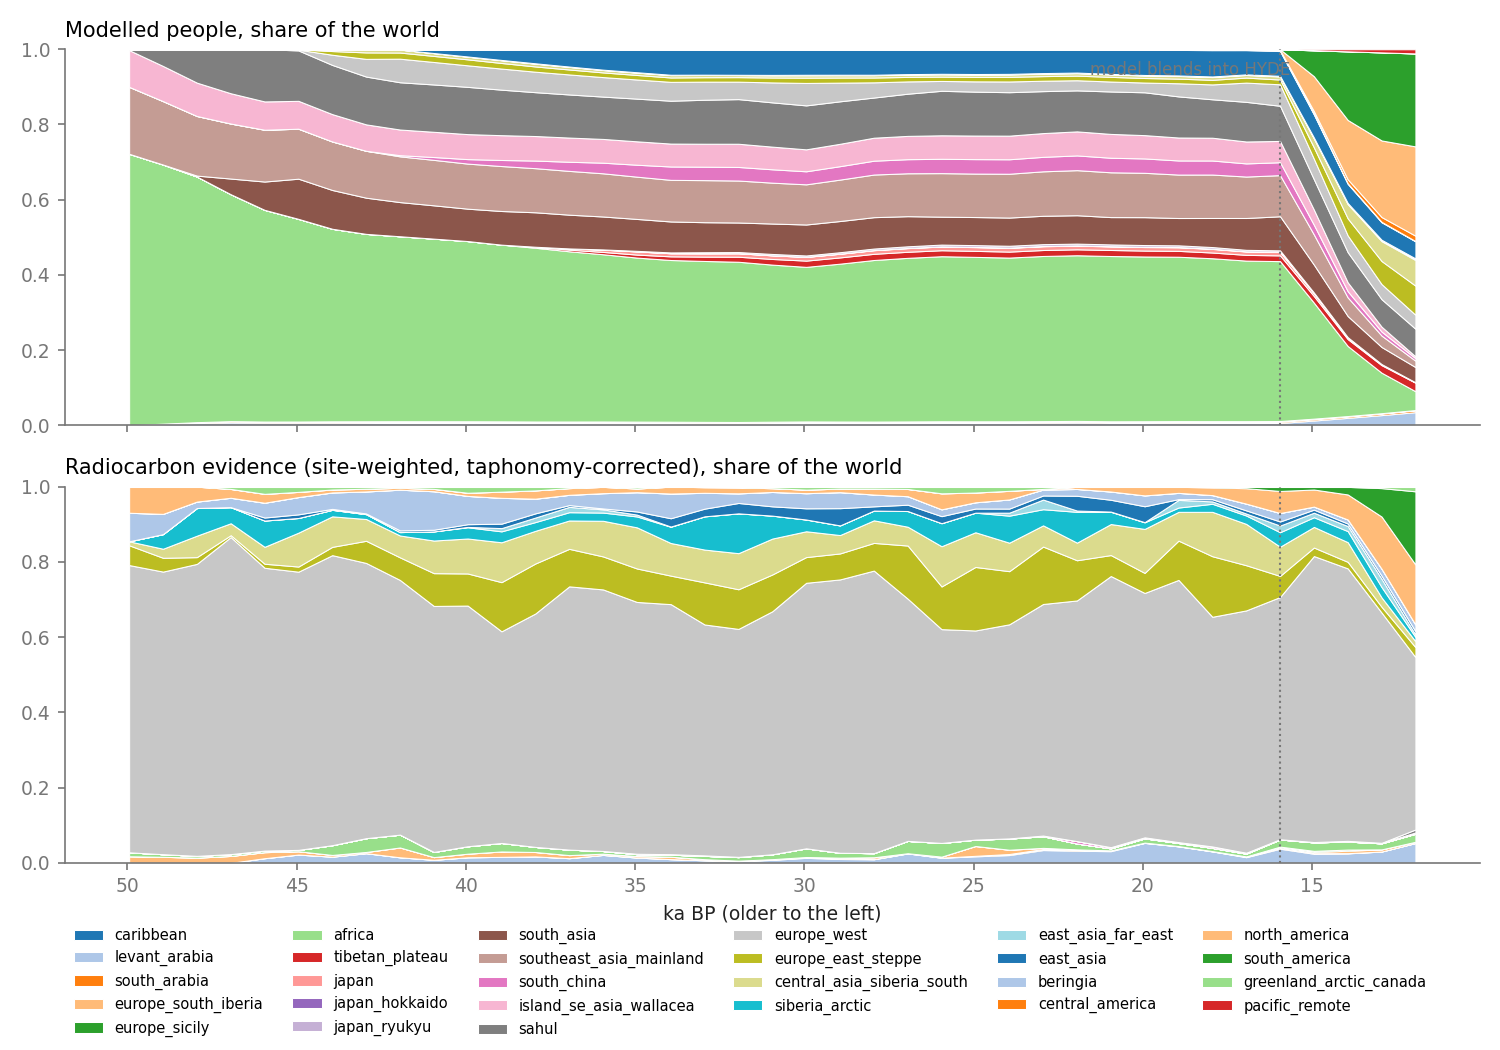 Modelled people, share of the world
1.0
model blends into HYDE
0.8
0.6
0.4
0.2
0.0
Radiocarbon evidence (site-weighted, taphonomy-corrected), share of the world
1.0
0.8
0.6
0.4
0.2
0.0
50 45 40 35 30 25 20 15
ka BP (older to the left)
caribbean africa south_asia europe_west east_asia_far_east north_america
levant_arabia tibetan_plateau southeast_asia_mainland europe_east_steppe east_asia south_america
south_arabia japan south_china central_asia_siberia_south beringia greenland_arctic_canada
europe_south_iberia japan_hokkaido island_se_asia_wallacea siberia_arctic central_america pacific_remote
europe_sicily japan_ryukyu sahul